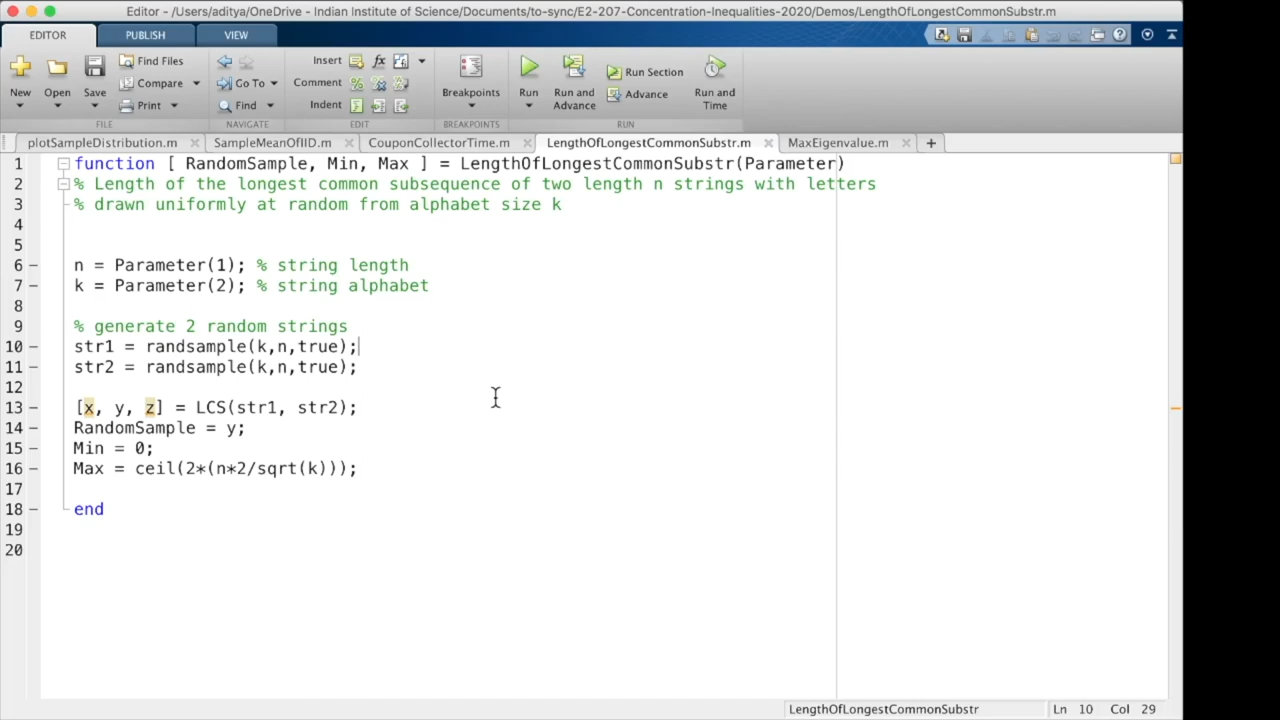 Editor - /Users/aditya/OneDrive - Indian Institute of Science/Documents/to-sync/E2-207-Concentration-Inequalities-2020/Demos/LengthOfLongestCommonSubstr.m
EDITOR PUBLISH VIEW
New Open Save Find Files Compare Print Go To Find Insert Comment Indent fx Breakpoints Run Run and Advance Run Section Advance Run and Time
FILE NAVIGATE EDIT BREAKPOINTS RUN
plotSampleDistribution.m SampleMeanOfIID.m CouponCollectorTime.m LengthOfLongestCommonSubstr.m MaxEigenvalue.m
1 function [ RandomSample, Min, Max ] = LengthOfLongestCommonSubstr(Parameter)
2 % Length of the longest common subsequence of two length n strings with letters
3 % drawn uniformly at random from alphabet size k
4
5
6 n = Parameter(1); % string length
7 k = Parameter(2); % string alphabet
8
9 % generate 2 random strings
10 str1 = randsample(k,n,true);
11 str2 = randsample(k,n,true);
12
13 [x, y, z] = LCS(str1, str2);
14 RandomSample = y;
15 Min = 0;
16 Max = ceil(2*(n*2/sqrt(k)));
17
18 end
19
20
LengthOfLongestCommonSubstr Ln 10 Col 29